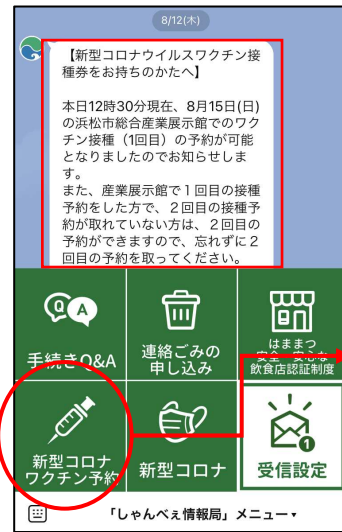 8/12(木)
【新型コロナウイルスワクチン接
種券をお持ちのかたへ】
本日12時30分現在、8月15日(日)
の浜松市総合産業展示館でのワク
チン接種（1回目）の予約が可能
となりましたのでお知らせしま
す。
また、産業展示館で１回目の接種
予約をした方で、２回目の接種予
約が取れていない方は、２回目の
予約ができますので、忘れずに２
回目の予約を取ってください。
Q A
手続きQ&A
連絡ごみの
申し込み
はままつ
安全・安心な
飲食店認証制度
新型コロナ
ワクチン予約
新型コロナ
1
受信設定
「しゃんべぇ情報局」メニュー▾